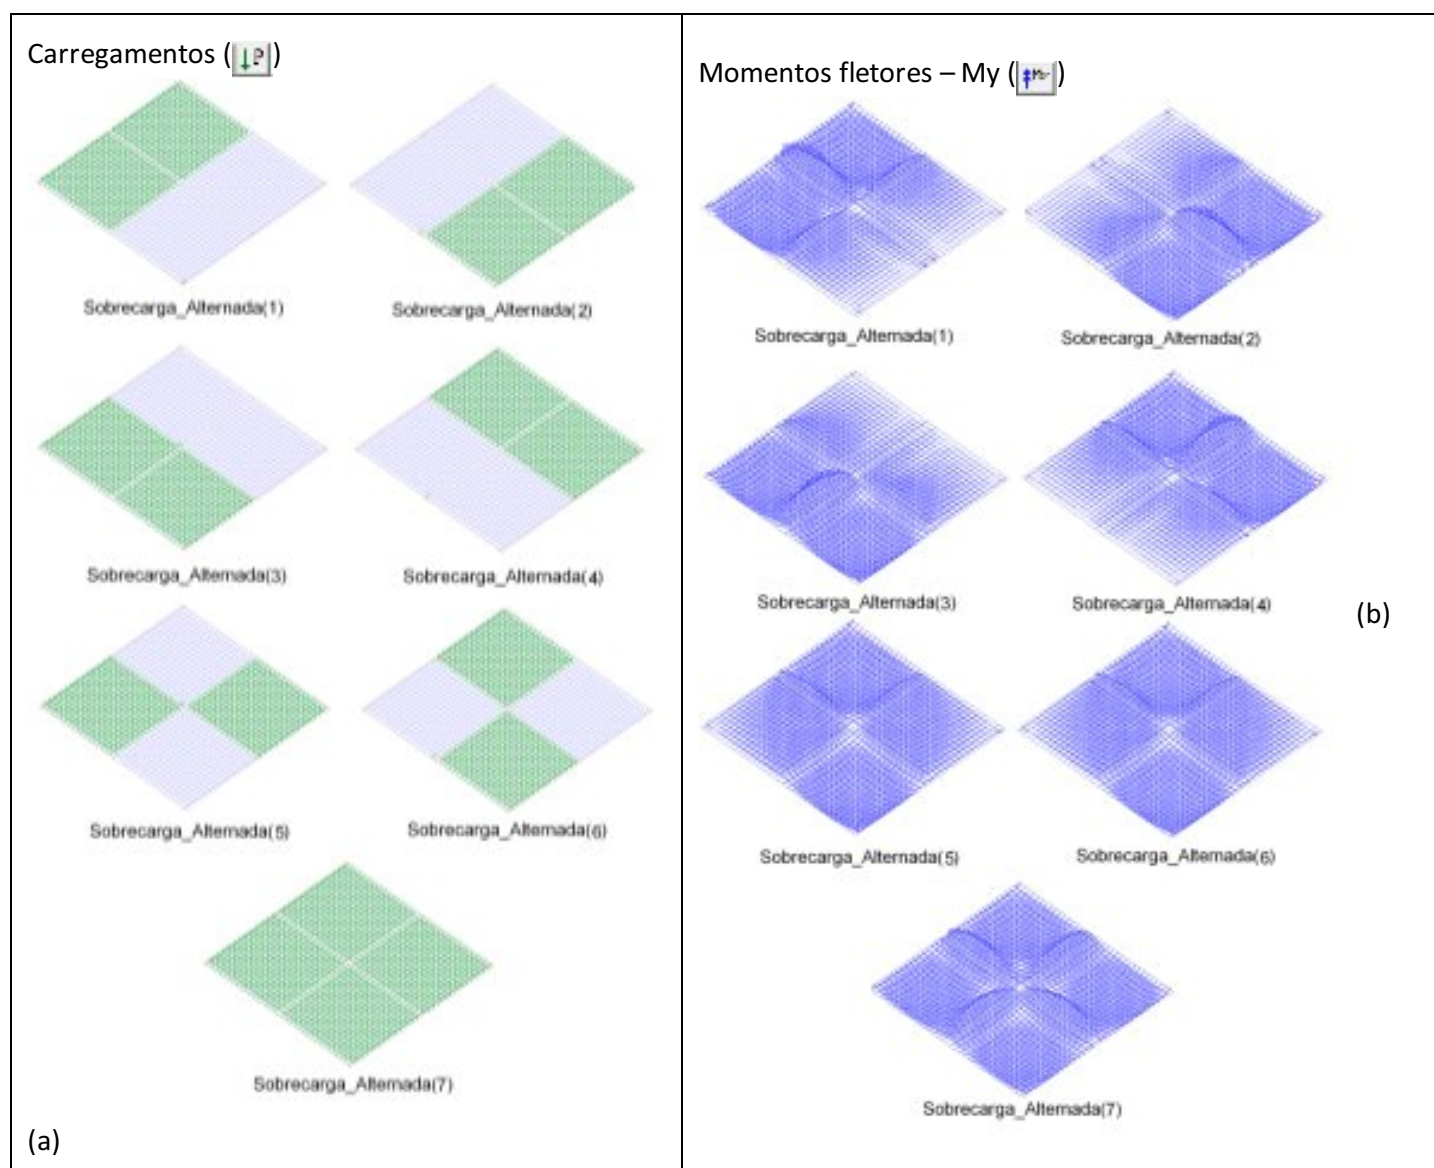 Carregamentos (P)
Sobrecarga_Alternada(1)
Sobrecarga_Alternada(2)
Sobrecarga_Alternada(3)
Sobrecarga_Alternada(4)
Sobrecarga_Alternada(5)
Sobrecarga_Alternada(6)
Sobrecarga_Alternada(7)
(a)
Momentos fletores – My ()
Sobrecarga_Alternada(1)
Sobrecarga_Alternada(2)
Sobrecarga_Alternada(3)
Sobrecarga_Alternada(4)
(b)
Sobrecarga_Alternada(5)
Sobrecarga_Alternada(6)
Sobrecarga_Alternada(7)